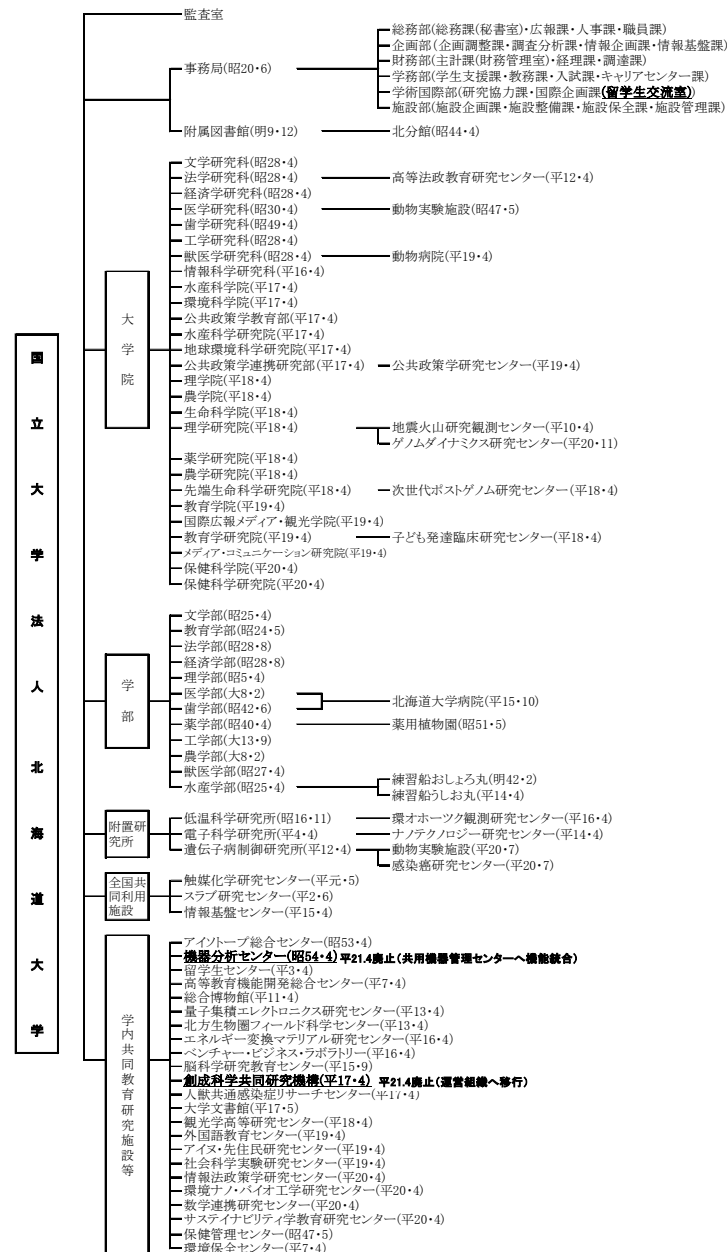 監査室
事務局(昭20・6)
総務部(総務課(秘書室)・広報課・人事課・職員課)
企画部(企画調整課・調査分析課・情報企画課・情報基盤課)
財務部(主計課(財務管理室)・経理課・調達課)
学務部(学生支援課・教務課・入試課・キャリアセンター課)
学術国際部(研究協力課・国際企画課(留学生交流室))
施設部(施設企画課・施設整備課・施設保全課・施設管理課)
附属図書館(明9・12) 北分館(昭44・4)
国立大学法人北海道大学
大学院
文学研究科(昭28・4)
法学研究科(昭28・4) 高等法政教育研究センター(平12・4)
経済学研究科(昭28・4)
医学研究科(昭30・4) 動物実験施設(昭47・5)
歯学研究科(昭49・4)
工学研究科(昭28・4)
獣医学研究科(昭28・4) 動物病院(平19・4)
情報科学研究科(平16・4)
水産科学院(平17・4)
環境科学院(平17・4)
公共政策学教育部(平17・4)
水産科学研究院(平17・4)
地球環境科学研究院(平17・4)
公共政策学連携研究部(平17・4) 公共政策学研究センター(平19・4)
理学院(平18・4)
農学院(平18・4)
生命科学院(平18・4)
理学研究院(平18・4) 地震火山研究観測センター(平10・4)
ゲノムダイナミクス研究センター(平20・11)
薬学研究院(平18・4)
農学研究院(平18・4)
先端生命科学研究院(平18・4) 次世代ポストゲノム研究センター(平18・4)
教育学院(平19・4)
国際広報メディア・観光学院(平19・4)
教育学研究院(平19・4) 子ども発達臨床研究センター(平18・4)
メディア・コミュニケーション研究院(平19・4)
保健科学院(平20・4)
保健科学研究院(平20・4)
学部
文学部(昭25・4)
教育学部(昭24・5)
法学部(昭28・8)
経済学部(昭28・8)
理学部(昭5・4)
医学部(大8・2)
北海道大学病院(平15・10)
歯学部(昭42・6)
薬学部(昭40・4) 薬用植物園(昭51・5)
工学部(大13・9)
農学部(大8・2)
獣医学部(昭27・4)
水産学部(昭25・4) 練習船おしょろ丸(明42・2)
練習船うしお丸(平14・4)
附置研究所
低温科学研究所(昭16・11) 環オホーツク観測研究センター(平16・4)
電子科学研究所(平4・4) ナノテクノロジー研究センター(平14・4)
遺伝子病制御研究所(平12・4) 動物実験施設(平20・7)
感染癌研究センター(平20・7)
全国共同利用施設
触媒化学研究センター(平元・5)
スラブ研究センター(平2・6)
情報基盤センター(平15・4)
学内共同教育研究施設等
アイソトープ総合センター(昭53・4)
機器分析センター(昭54・4) 平21.4廃止(共用機器管理センターへ機能統合)
留学生センター(平3・4)
高等教育機能開発総合センター(平7・4)
総合博物館(平11・4)
量子集積エレクトロニクス研究センター(平13・4)
北方生物圏フィールド科学センター(平13・4)
エネルギー変換マテリアル研究センター(平16・4)
ベンチャー・ビジネス・ラボラトリー(平16・4)
脳科学研究教育センター(平15・9)
創成科学共同研究機構(平17・4) 平21.4廃止(運営組織へ移行)
人獣共通感染症リサーチセンター(平17・4)
大学文書館(平17・5)
観光学高等研究センター(平18・4)
外国語教育センター(平19・4)
アイヌ・先住民研究センター(平19・4)
社会科学実験研究センター(平19・4)
情報法政策学研究センター(平20・4)
環境ナノ・バイオ工学研究センター(平20・4)
数学連携研究センター(平20・4)
サステイナビリティ学教育研究センター(平20・4)
保健管理センター(昭47・5)
環境保全センター(平7・4)